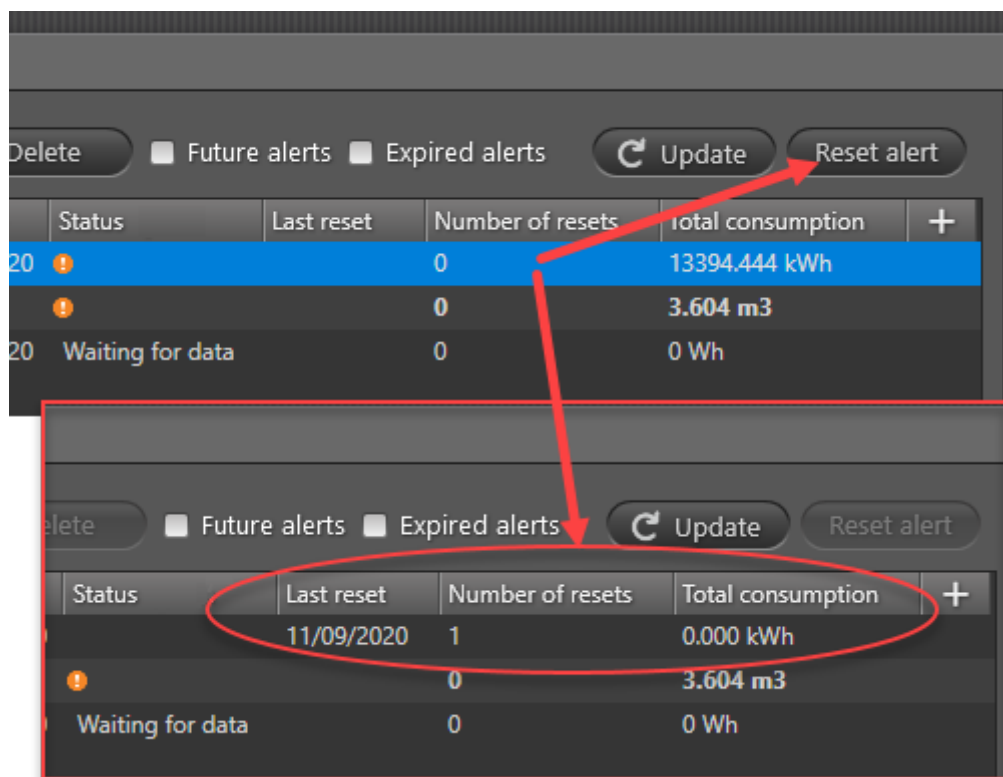 Delete Future alerts Expired alerts Update Reset alert
Status Last reset Number of resets Total consumption +
20 0 13394.444 kWh
0 3.604 m3
20 Waiting for data 0 0 Wh
elete Future alerts Expired alerts Update Reset alert
Status Last reset Number of resets Total consumption +
11/09/2020 1 0.000 kWh
0 3.604 m3
Waiting for data 0 0 Wh